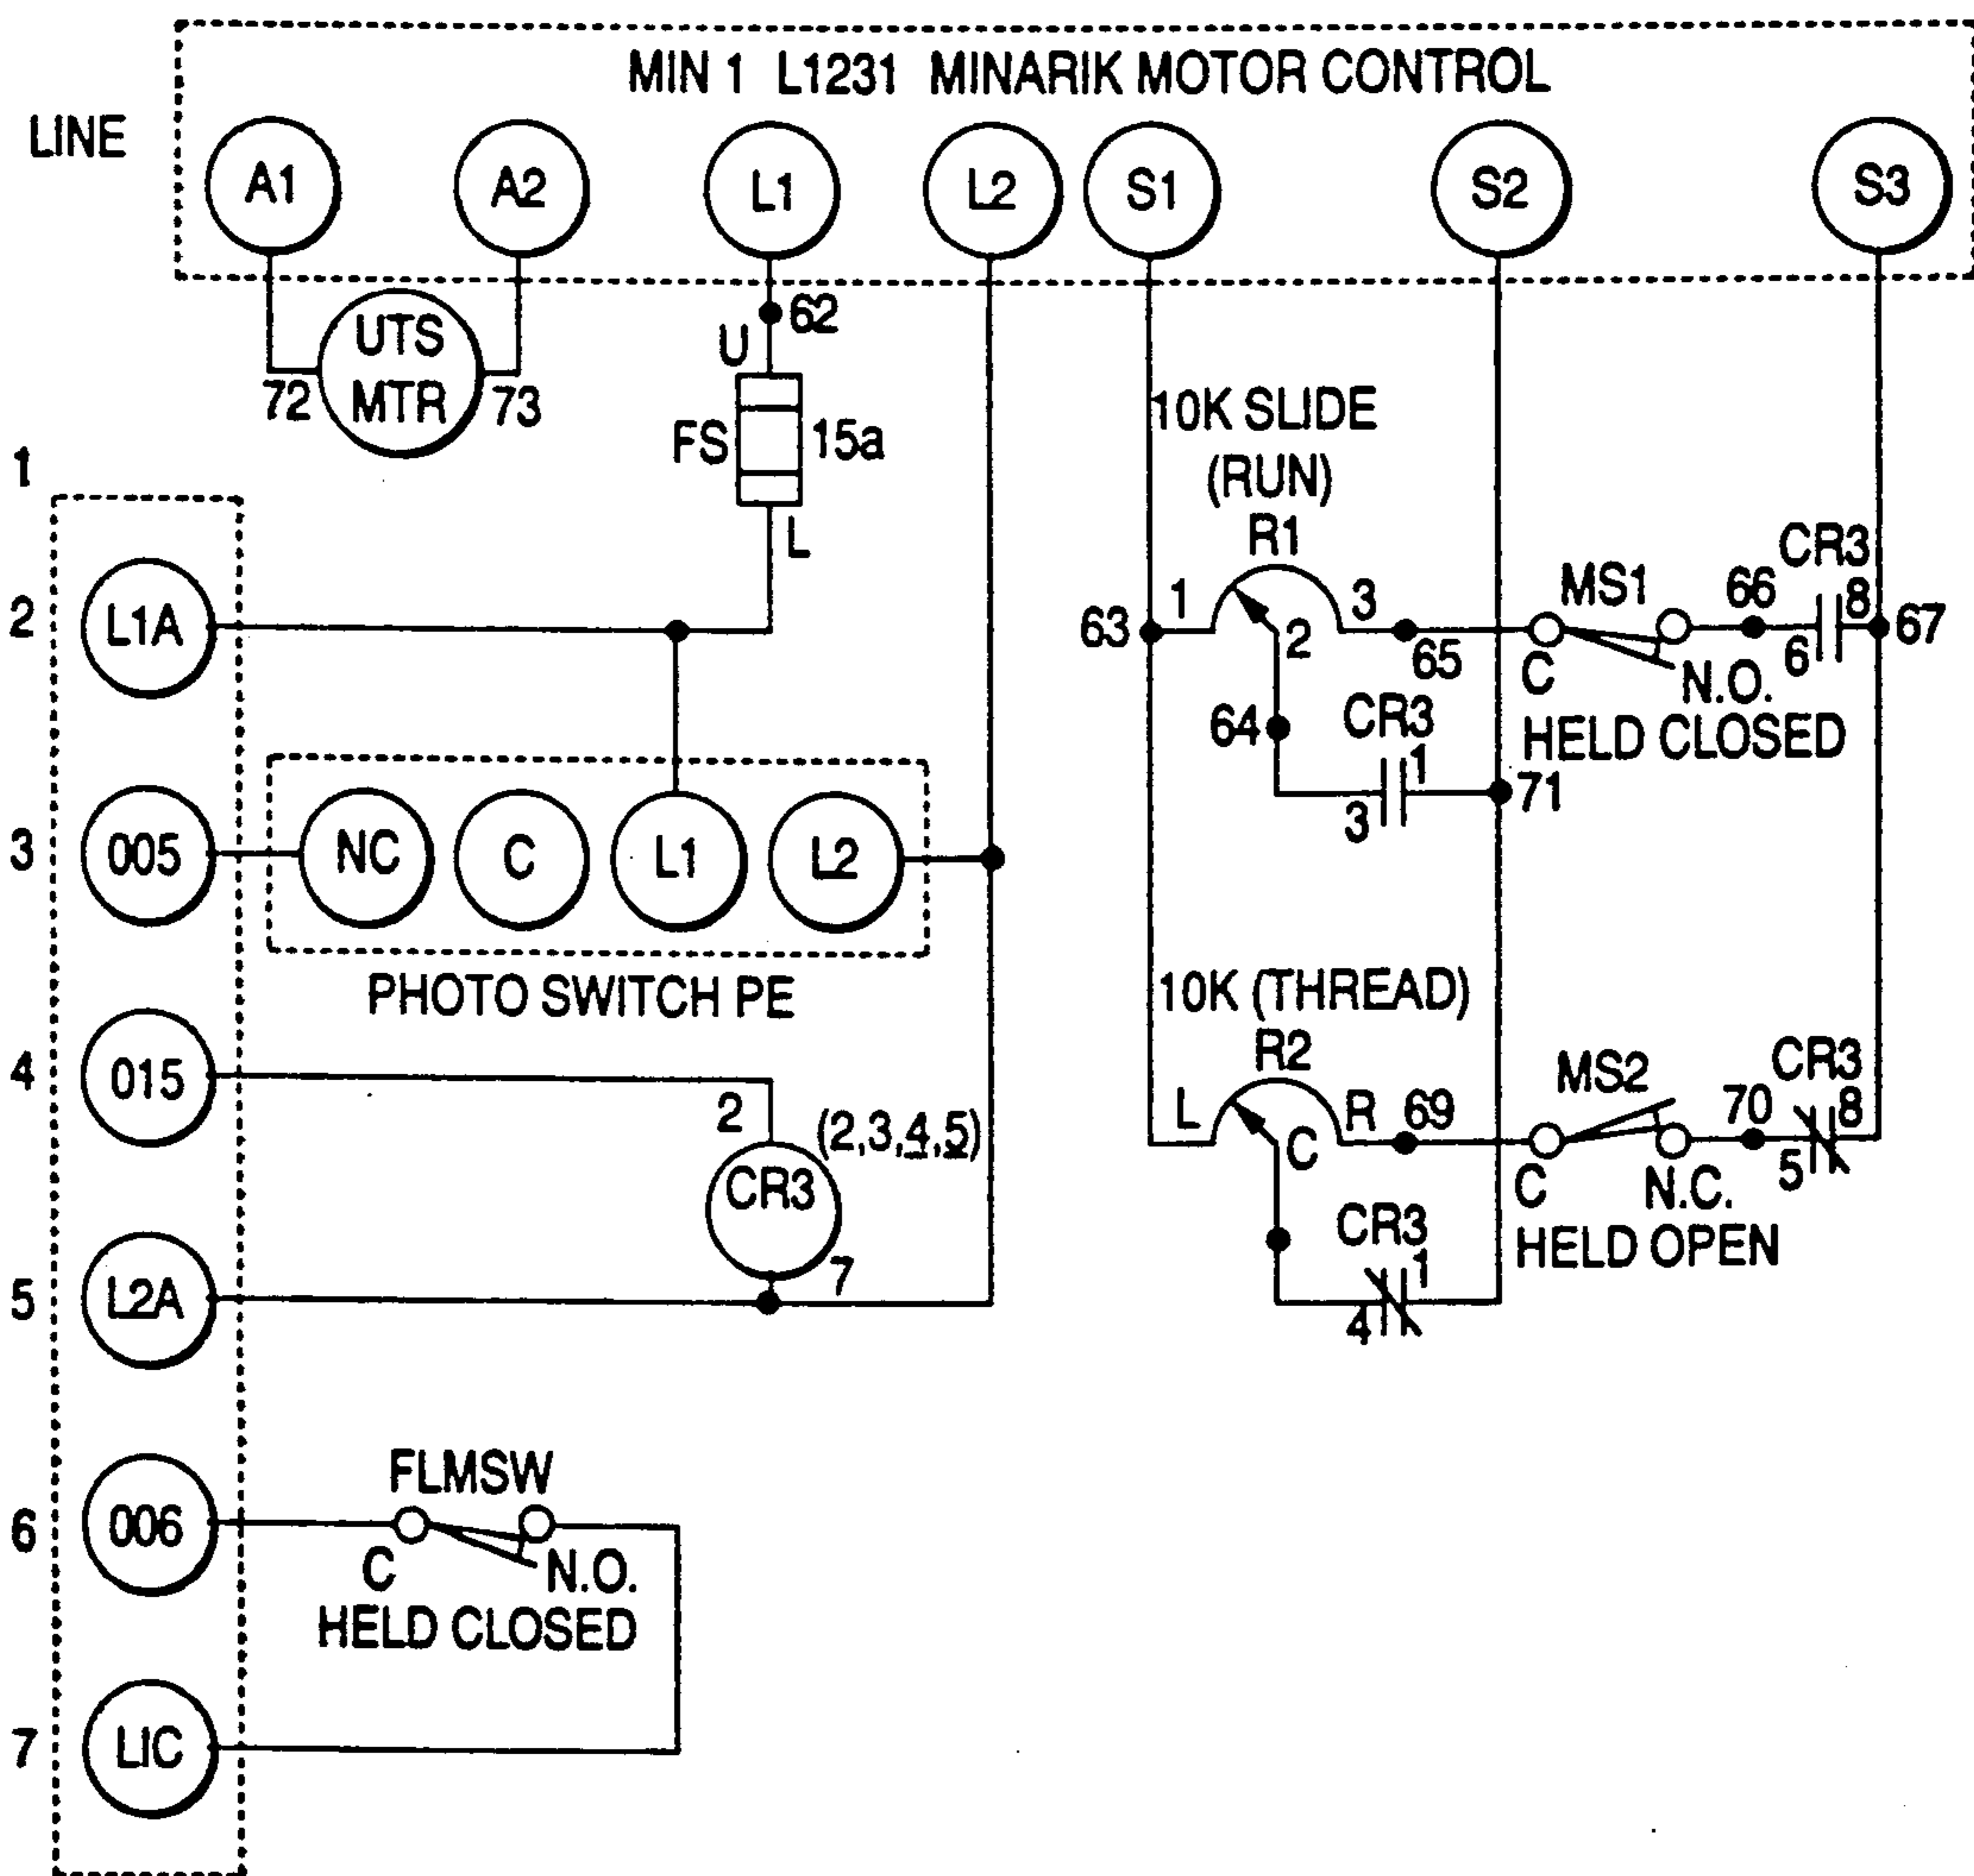 MIN 1 L1231 MINARIK MOTOR CONTROL
LINE
A1 A2 L1 L2 S1 S2 S3
62
U
UTS
MTR
72 73
FS 15a
L
10K SLIDE
(RUN)
R1
1
2 L1A
63 1 2 3 65
MS1
C N.O.
HELD CLOSED
66 CR3
6 8 67
64 CR3
3 1 71
3 005 NC C L1 L2
PHOTO SWITCH PE
10K (THREAD)
R2
4 015
2 (2,3,4,5)
CR3
7
L C R 69
MS2
C N.C.
HELD OPEN
70 CR3
5 8
CR3
4 1
5 L2A
FLMSW
6 006
C N.O.
HELD CLOSED
7 LIC